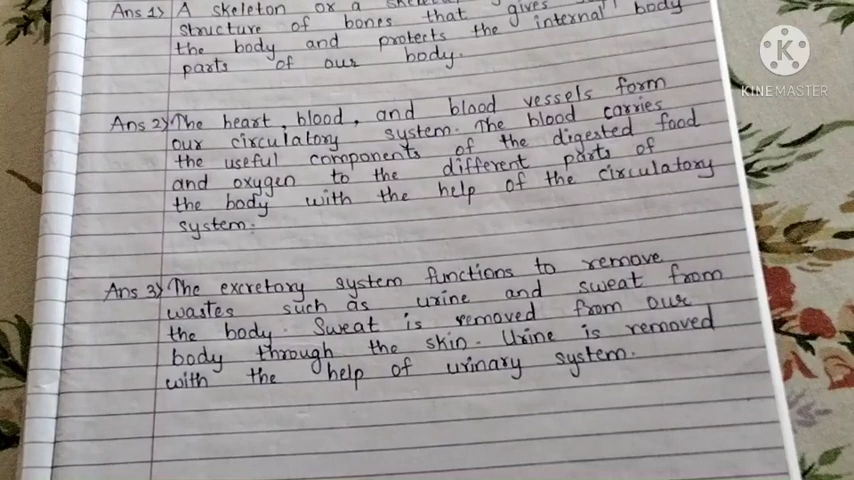 Ans 1) A skeleton or a gives
structure of bones that
the body and protects the internal body
parts of our body.
Ans 2) The heart, blood, and blood vessels form
our circulatory system. The blood carries
the useful components of the digested food
and oxygen to the different parts of
the body with the help of the circulatory
system.
Ans 3) The excretory system functions to remove
wastes such as urine and sweat from
the body. Sweat is removed from our
body through the skin. Urine is removed
with the help of urinary system.
K
KINEMASTER